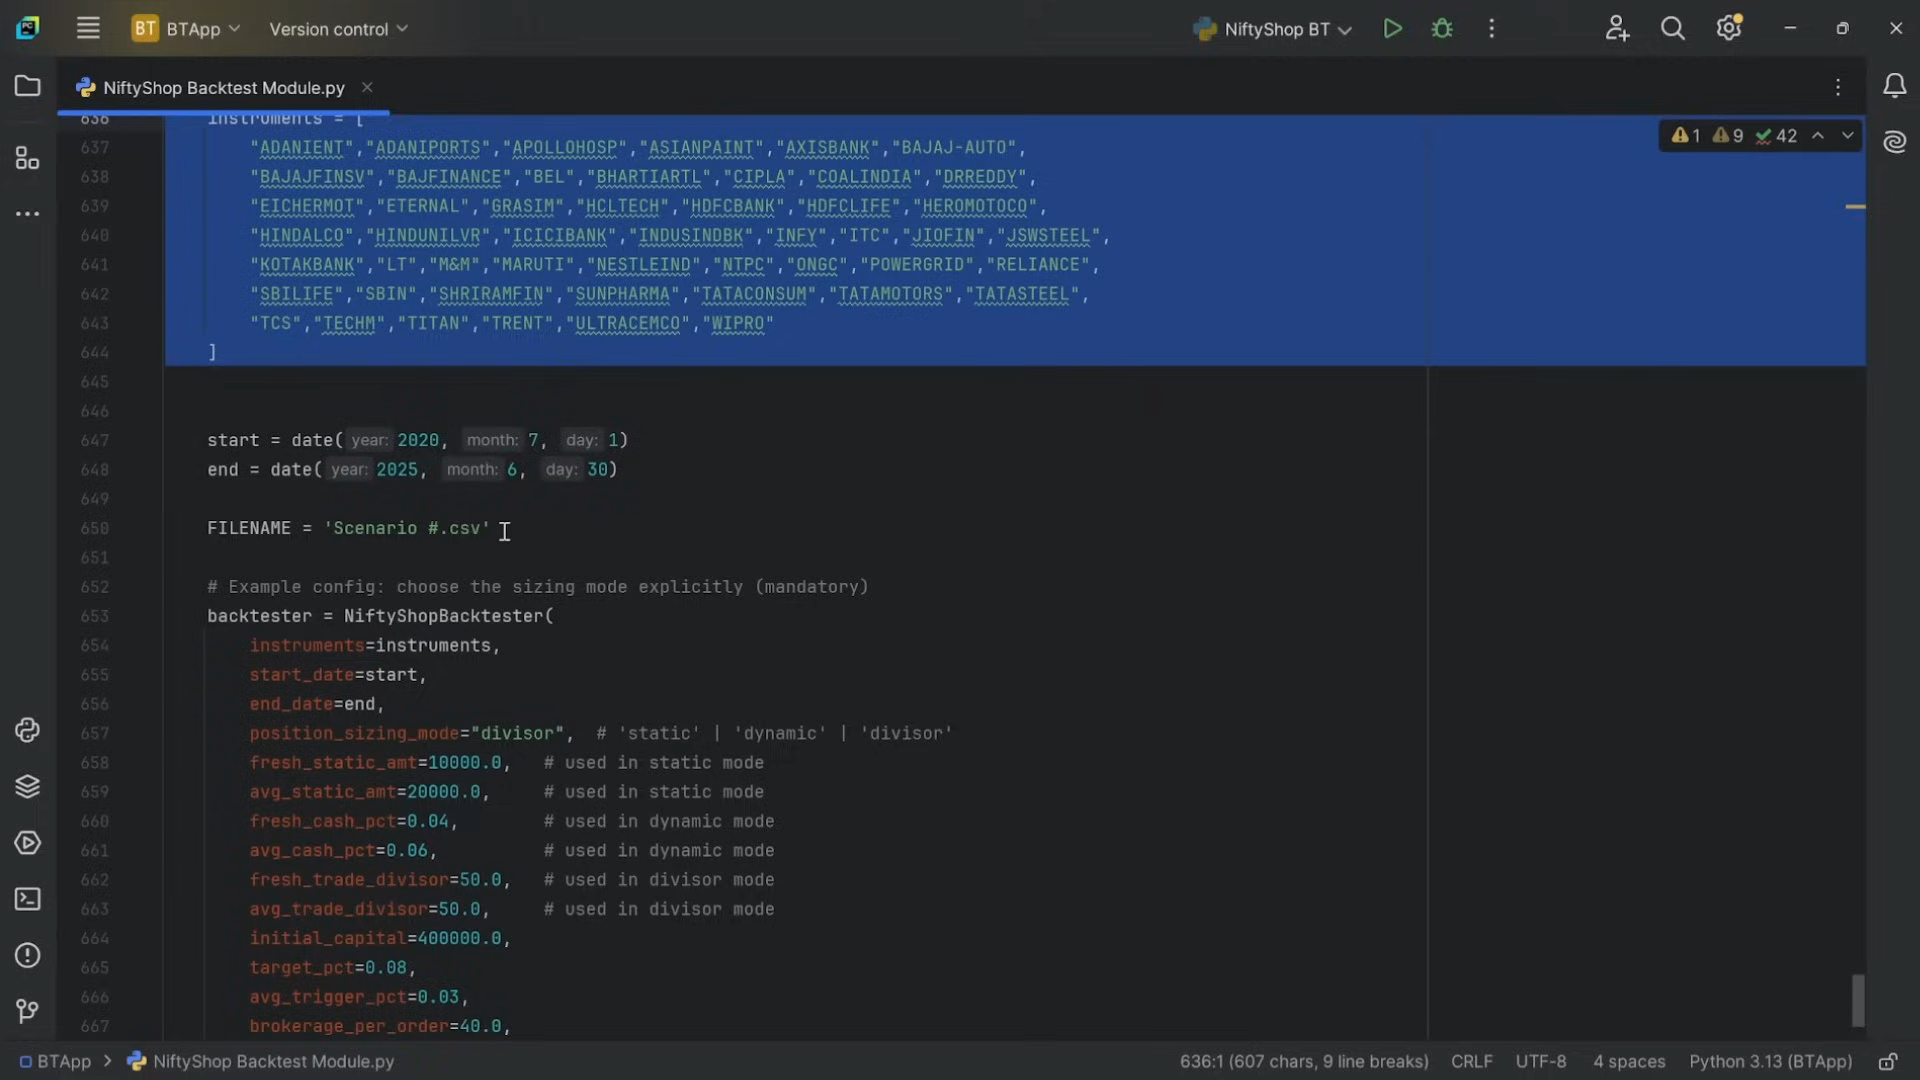 BT BTApp Version control NiftyShop BT
NiftyShop Backtest Module.py
636 instruments = [
1 9 42
637 "ADANIENT","ADANIPORTS","APOLLOHOSP","ASIANPAINT","AXISBANK","BAJAJ-AUTO",
638 "BAJAJFINSV","BAJFINANCE","BEL","BHARTIARTL","CIPLA","COALINDIA","DRREDDY",
639 "EICHERMOT","ETERNAL","GRASIM","HCLTECH","HDFCBANK","HDFCLIFE","HEROMOTOCO",
640 "HINDALCO","HINDUNILVR","ICICIBANK","INDUSINDBK","INFY","ITC","JIOFIN","JSWSTEEL",
641 "KOTAKBANK","LT","M&M","MARUTI","NESTLEIND","NTPC","ONGC","POWERGRID","RELIANCE",
642 "SBILIFE","SBIN","SHRIRAMFIN","SUNPHARMA","TATACONSUM","TATAMOTORS","TATASTEEL",
643 "TCS","TECHM","TITAN","TRENT","ULTRACEMCO","WIPRO"
644 ]
645
646
647 start = date( year: 2020, month: 7, day: 1)
648 end = date( year: 2025, month: 6, day: 30)
649
650 FILENAME = 'Scenario #.csv'
651
652 # Example config: choose the sizing mode explicitly (mandatory)
653 backtester = NiftyShopBacktester(
654 instruments=instruments,
655 start_date=start,
656 end_date=end,
657 position_sizing_mode="divisor", # 'static' | 'dynamic' | 'divisor'
658 fresh_static_amt=10000.0, # used in static mode
659 avg_static_amt=20000.0, # used in static mode
660 fresh_cash_pct=0.04, # used in dynamic mode
661 avg_cash_pct=0.06, # used in dynamic mode
662 fresh_trade_divisor=50.0, # used in divisor mode
663 avg_trade_divisor=50.0, # used in divisor mode
664 initial_capital=400000.0,
665 target_pct=0.08,
666 avg_trigger_pct=0.03,
667 brokerage_per_order=40.0,
BTApp > NiftyShop Backtest Module.py 636:1 (607 chars, 9 line breaks) CRLF UTF-8 4 spaces Python 3.13 (BTApp)